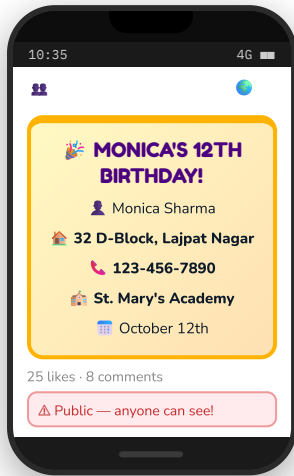 10:35 4G
MONICA'S 12TH
BIRTHDAY!
Monica Sharma
32 D-Block, Lajpat Nagar
123-456-7890
St. Mary's Academy
October 12th
25 likes · 8 comments
⚠ Public — anyone can see!